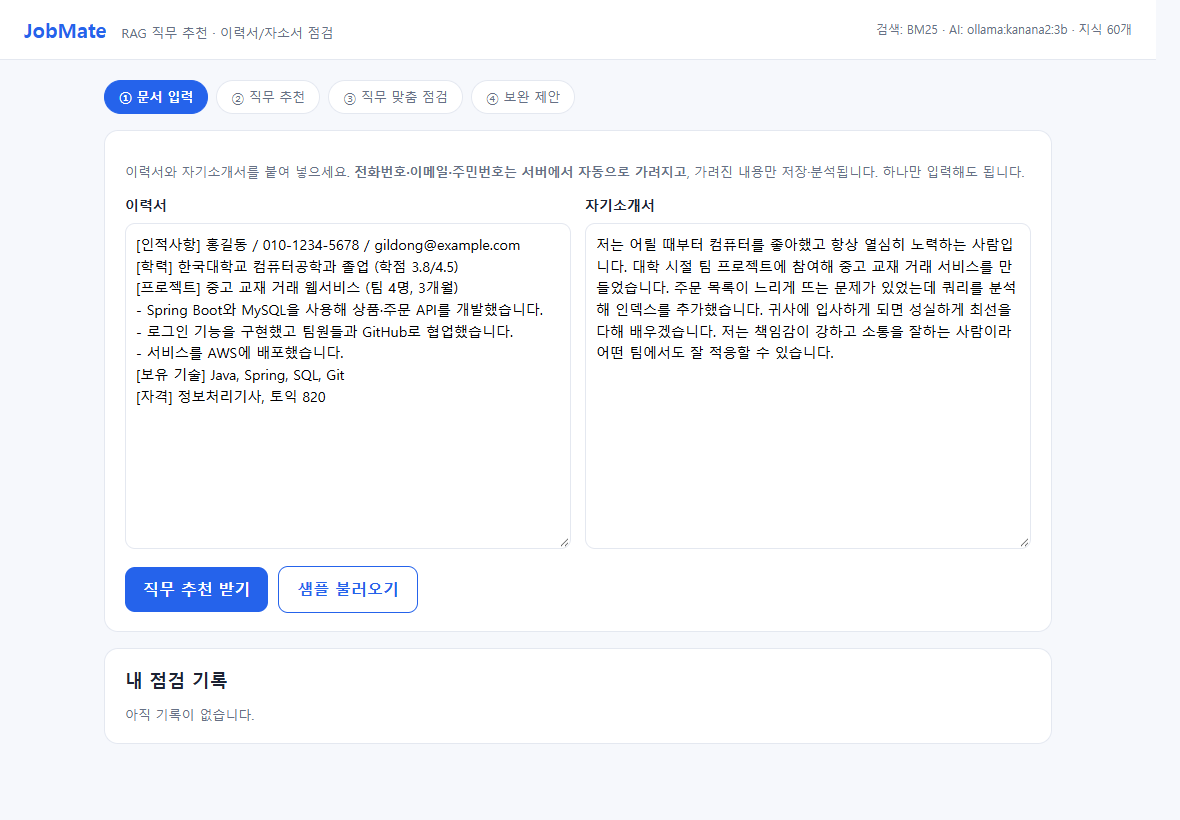 JobMate RAG 직무 추천 · 이력서/자소서 점검
검색: BM25 · AI: ollama:kanana2:3b · 지식 60개
① 문서 입력
② 직무 추천
③ 직무 맞춤 점검
④ 보완 제안
이력서와 자기소개서를 붙여 넣으세요. 전화번호·이메일·주민번호는 서버에서 자동으로 가려지고, 가려진 내용만 저장·분석됩니다. 하나만 입력해도 됩니다.
이력서
[인적사항] 홍길동 / 010-1234-5678 / gildong@example.com
[학력] 한국대학교 컴퓨터공학과 졸업 (학점 3.8/4.5)
[프로젝트] 중고 교재 거래 웹서비스 (팀 4명, 3개월)
- Spring Boot와 MySQL을 사용해 상품·주문 API를 개발했습니다.
- 로그인 기능을 구현했고 팀원들과 GitHub로 협업했습니다.
- 서비스를 AWS에 배포했습니다.
[보유 기술] Java, Spring, SQL, Git
[자격] 정보처리기사, 토익 820
자기소개서
저는 어릴 때부터 컴퓨터를 좋아했고 항상 열심히 노력하는 사람입
니다. 대학 시절 팀 프로젝트에 참여해 중고 교재 거래 서비스를 만
들었습니다. 주문 목록이 느리게 뜨는 문제가 있었는데 쿼리를 분석
해 인덱스를 추가했습니다. 귀사에 입사하게 되면 성실하게 최선을
다해 배우겠습니다. 저는 책임감이 강하고 소통을 잘하는 사람이라
어떤 팀에서도 잘 적응할 수 있습니다.
직무 추천 받기
샘플 불러오기
내 점검 기록
아직 기록이 없습니다.